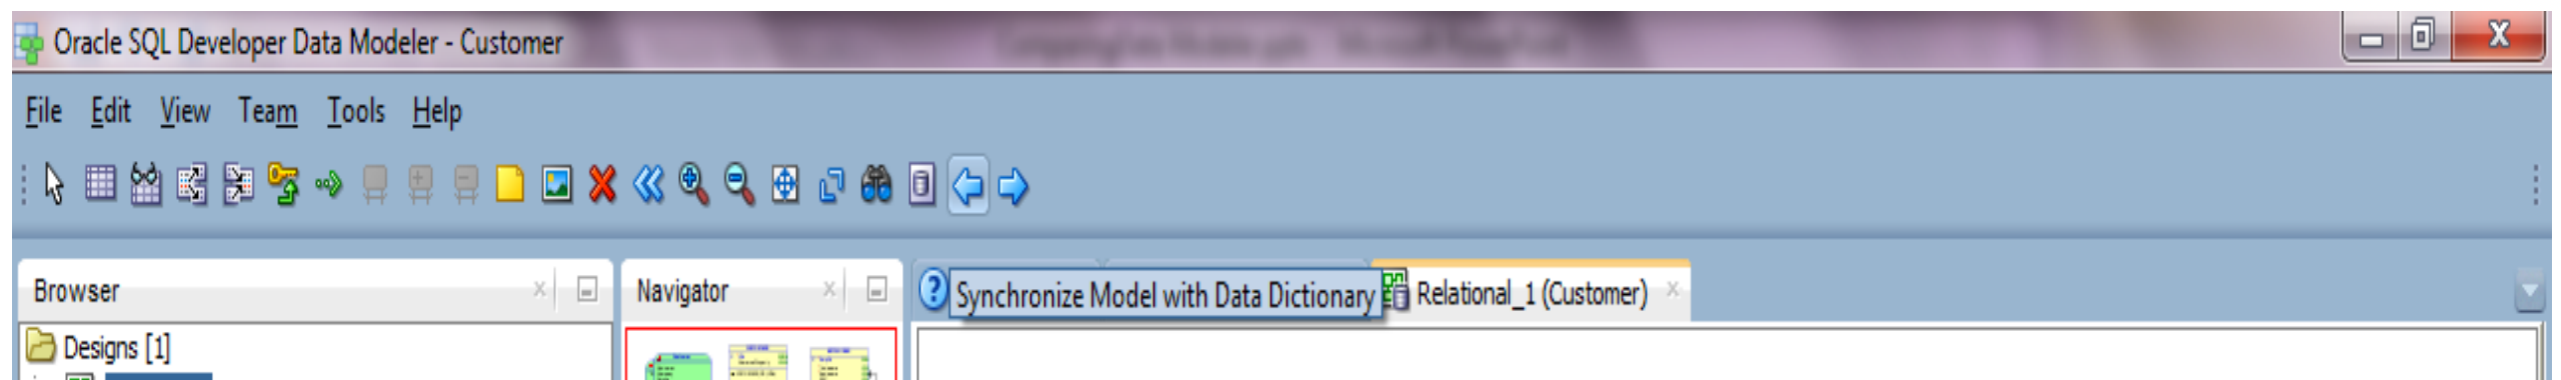 Oracle SQL Developer Data Modeler - Customer
File Edit View Team Tools Help
Browser Navigator Synchronize Model with Data Dictionary Relational_1 (Customer)
Designs [1]